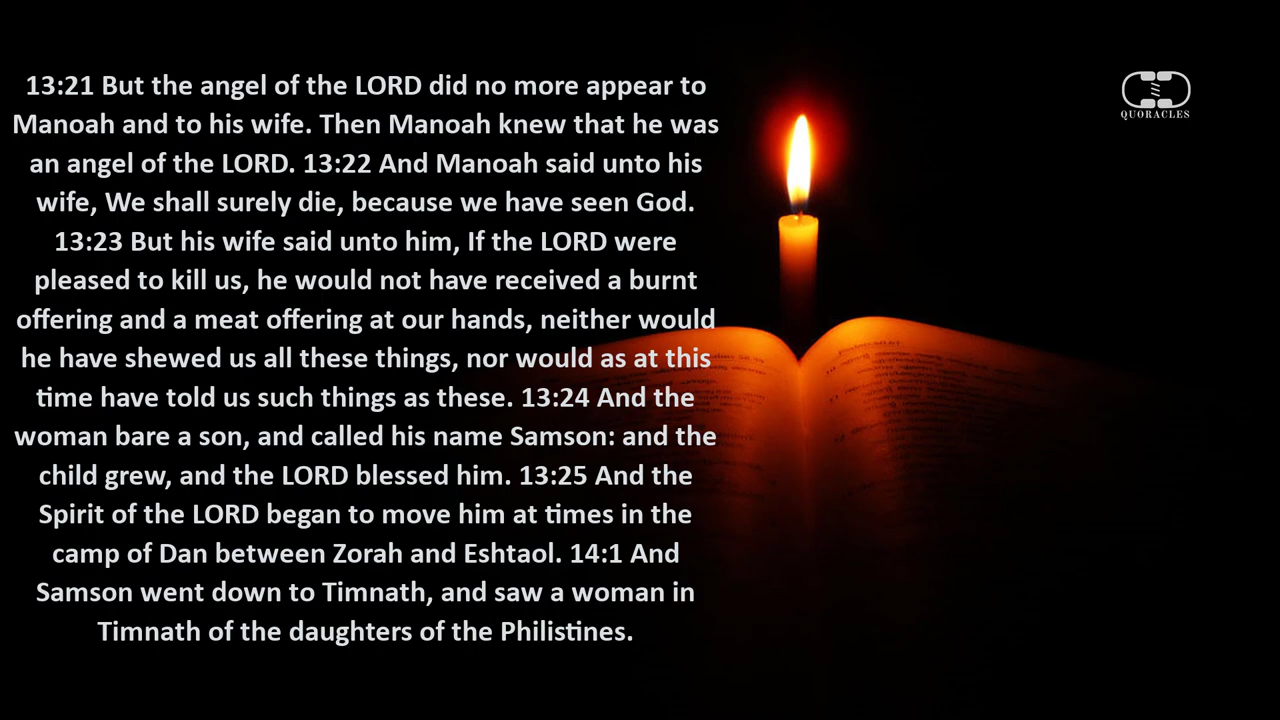 13:21 But the angel of the LORD did no more appear to
Manoah and to his wife. Then Manoah knew that he was
an angel of the LORD. 13:22 And Manoah said unto his
wife, We shall surely die, because we have seen God.
13:23 But his wife said unto him, If the LORD were
pleased to kill us, he would not have received a burnt
offering and a meat offering at our hands, neither would
he have shewed us all these things, nor would as at this
time have told us such things as these. 13:24 And the
woman bare a son, and called his name Samson: and the
child grew, and the LORD blessed him. 13:25 And the
Spirit of the LORD began to move him at times in the
camp of Dan between Zorah and Eshtaol. 14:1 And
Samson went down to Timnath, and saw a woman in
Timnath of the daughters of the Philistines.
QUORACLES